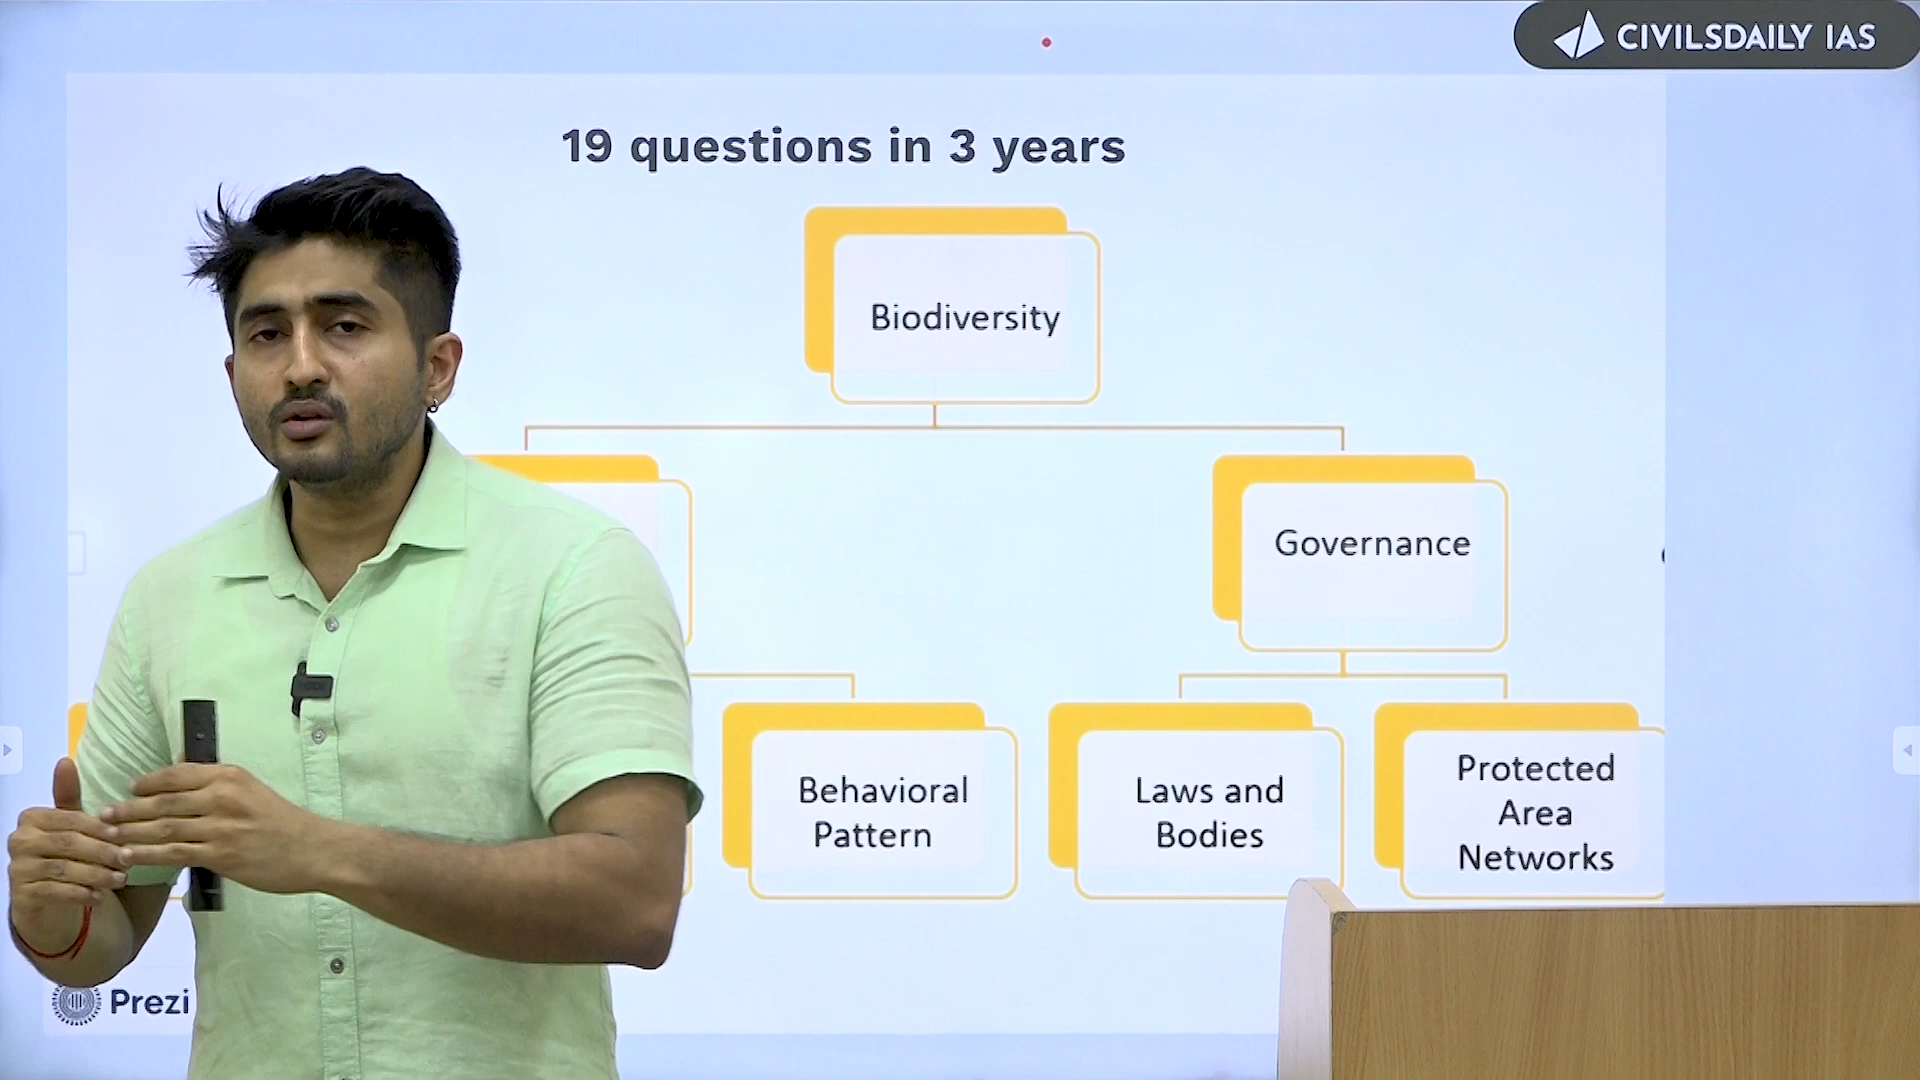 CIVILSDAILY IAS
19 questions in 3 years
Biodiversity
Governance
Behavioral
Pattern
Laws and
Bodies
Protected
Area
Networks
Prezi